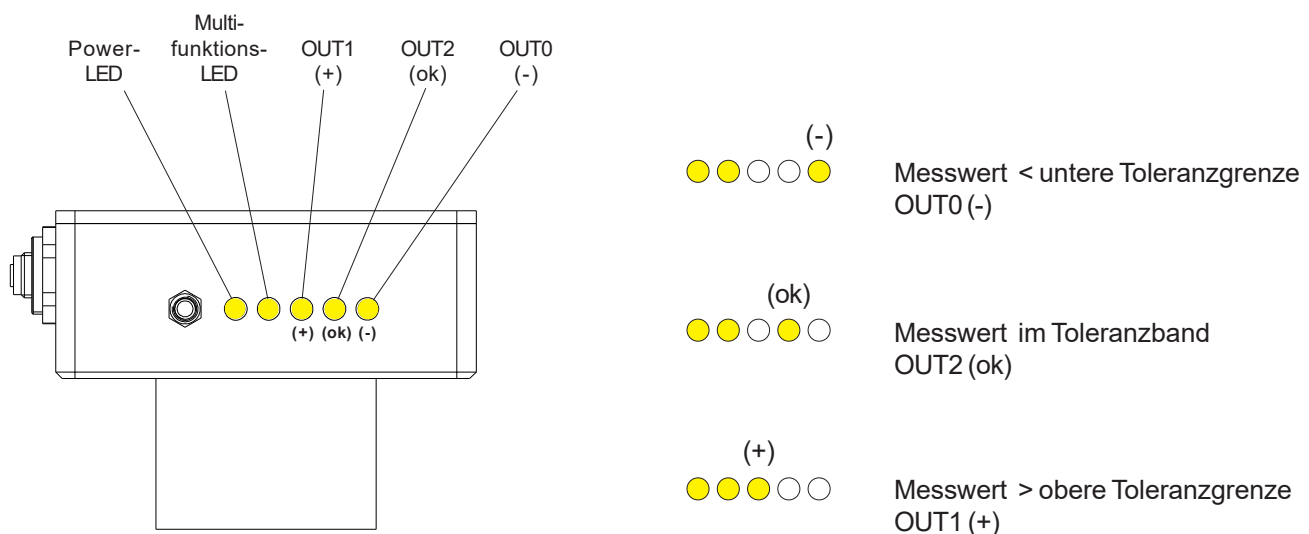 Power-
LED
Multi-
funktions-
LED
OUT1
(+)
OUT2
(ok)
OUT0
(-)
(+) (ok) (-)
(-)
Messwert < untere Toleranzgrenze
OUT0 (-)
(ok)
Messwert im Toleranzband
OUT2 (ok)
(+)
Messwert > obere Toleranzgrenze
OUT1 (+)